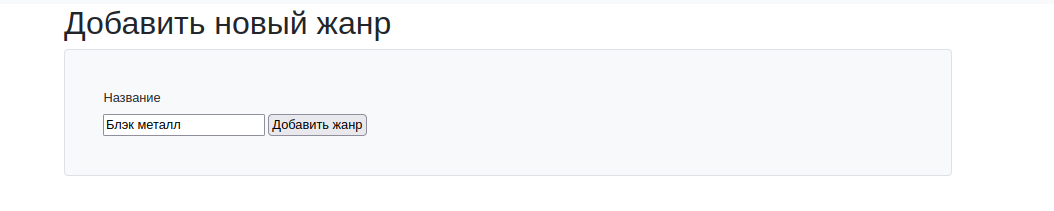 Добавить новый жанр
Название
Блэк металл Добавить жанр